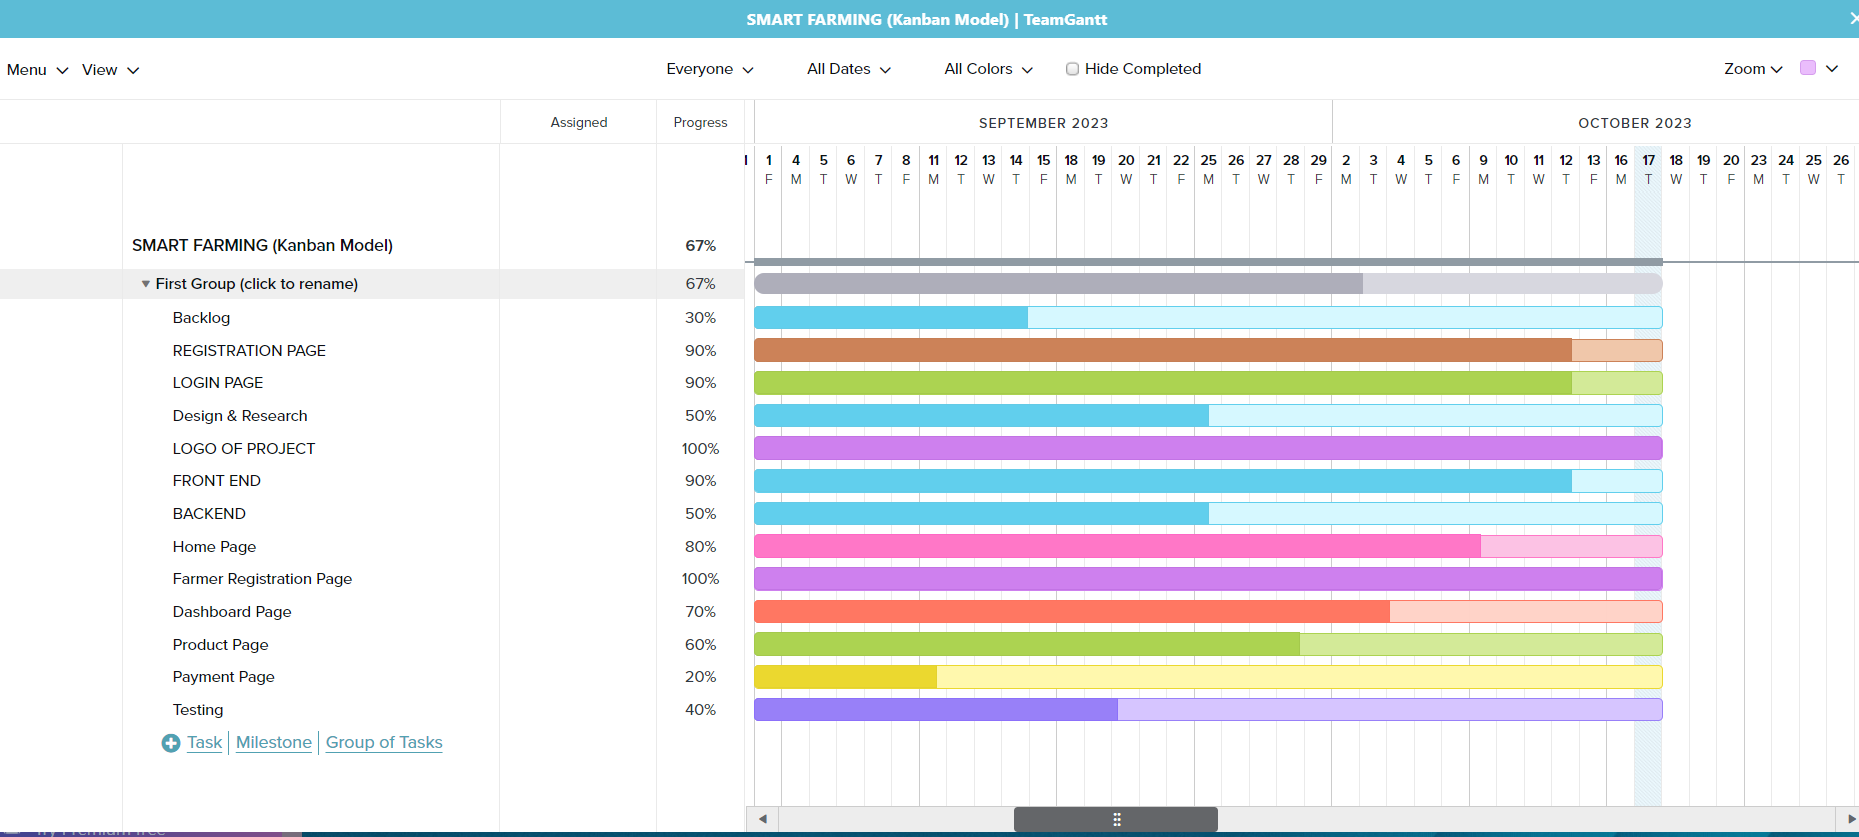 SMART FARMING (Kanban Model) | TeamGantt
Menu View Everyone All Dates All Colors Hide Completed Zoom
Assigned Progress SEPTEMBER 2023 OCTOBER 2023
1 4 5 6 7 8 11 12 13 14 15 18 19 20 21 22 25 26 27 28 29 2 3 4 5 6 9 10 11 12 13 16 17 18 19 20 23 24 25 26
F M T W T F M T W T F M T W T F M T W T F M T W T F M T W T F M T W T F M T W T
SMART FARMING (Kanban Model) 67%
First Group (click to rename) 67%
Backlog 30%
REGISTRATION PAGE 90%
LOGIN PAGE 90%
Design & Research 50%
LOGO OF PROJECT 100%
FRONT END 90%
BACKEND 50%
Home Page 80%
Farmer Registration Page 100%
Dashboard Page 70%
Product Page 60%
Payment Page 20%
Testing 40%
Task | Milestone | Group of Tasks